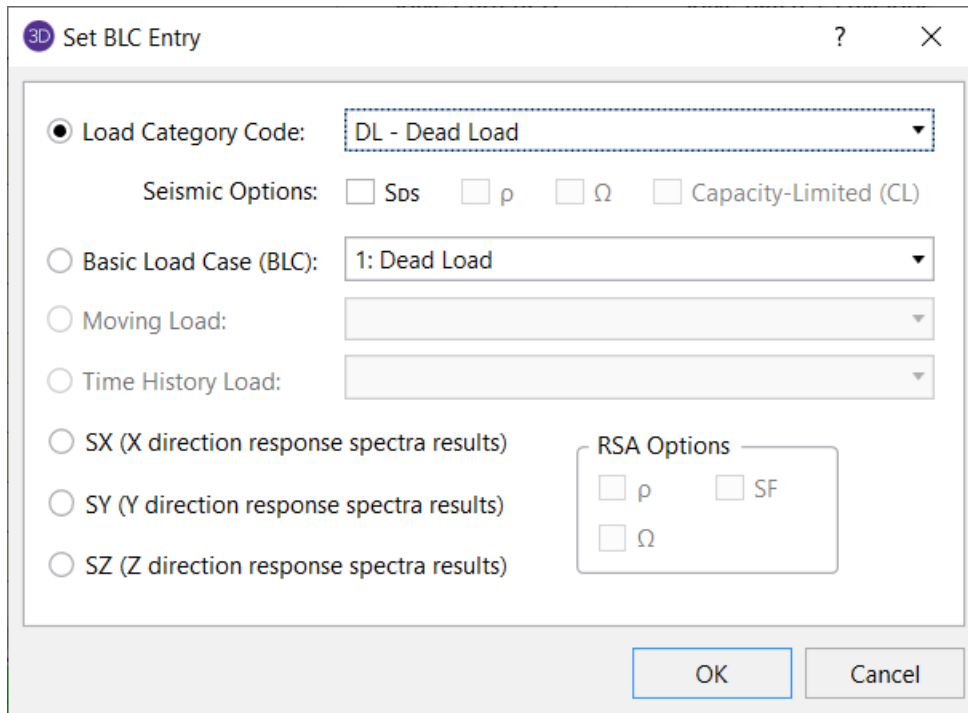 3D Set BLC Entry ?
Load Category Code: DL - Dead Load
Seismic Options: SDS ρ Ω Capacity-Limited (CL)
Basic Load Case (BLC): 1: Dead Load
Moving Load:
Time History Load:
SX (X direction response spectra results)
RSA Options
ρ SF
SY (Y direction response spectra results)
Ω
SZ (Z direction response spectra results)
OK Cancel